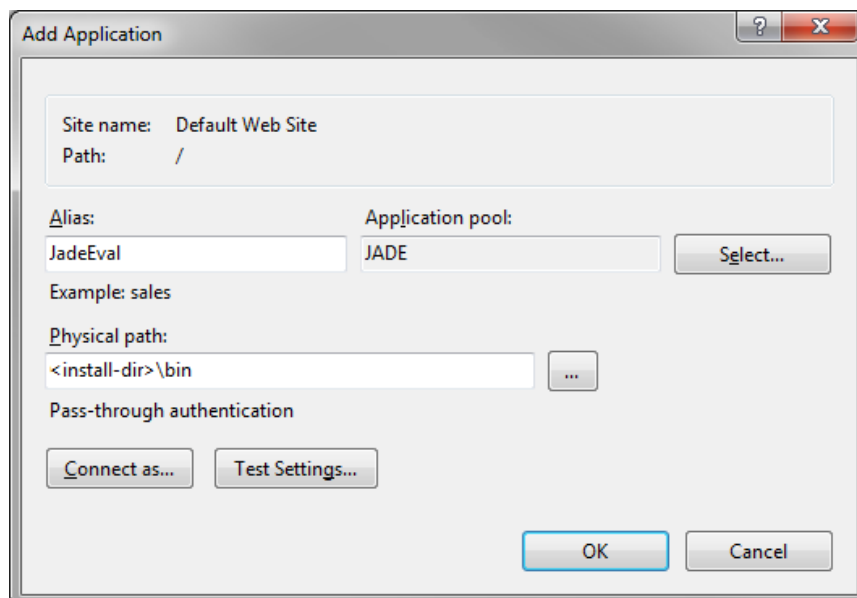 Add Application
? X
Site name: Default Web Site
Path: /
Alias: Application pool:
JadeEval JADE Select...
Example: sales
Physical path:
<install-dir>\bin ...
Pass-through authentication
Connect as... Test Settings...
OK Cancel